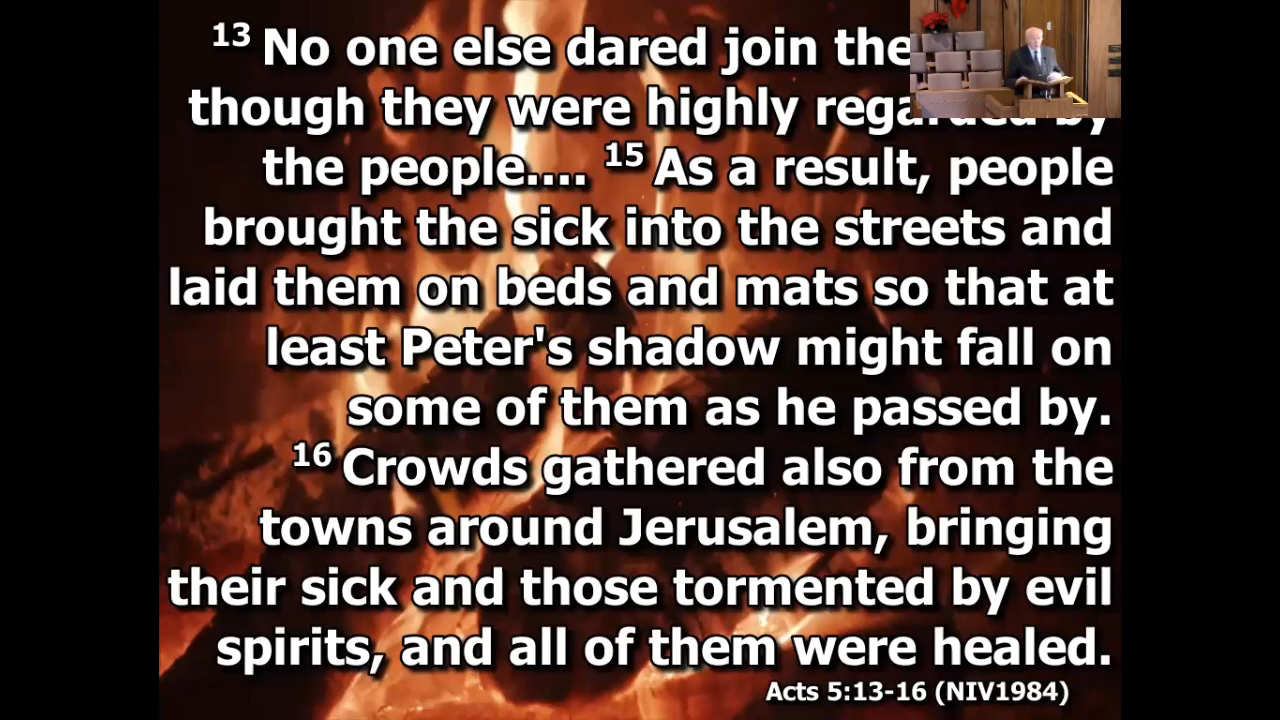 13 No one else dared join the
though they were highly regarded by
the people.... 15 As a result, people
brought the sick into the streets and
laid them on beds and mats so that at
least Peter's shadow might fall on
some of them as he passed by.
16 Crowds gathered also from the
towns around Jerusalem, bringing
their sick and those tormented by evil
spirits, and all of them were healed.
Acts 5:13-16 (NIV1984)